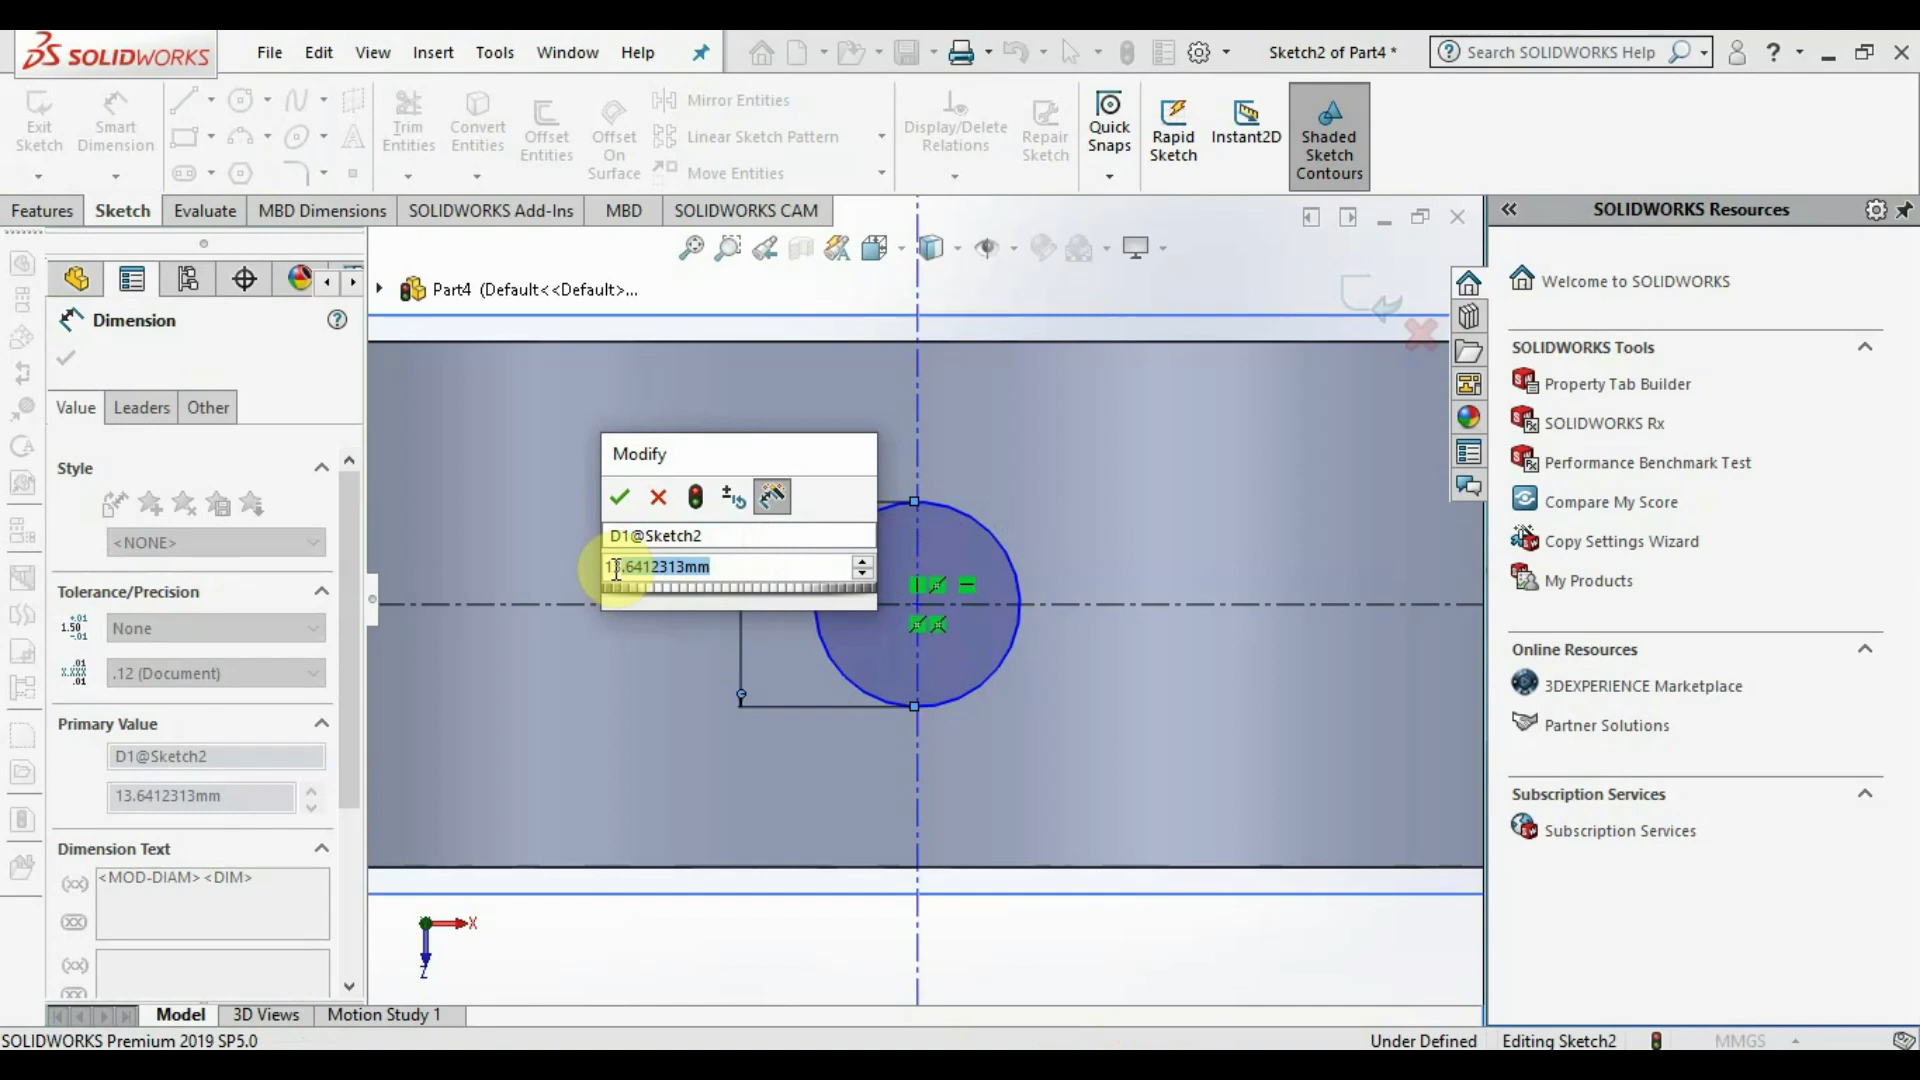 SOLIDWORKS
File Edit View Insert Tools Window Help
Sketch2 of Part4 *
Search SOLIDWORKS Help
Exit Sketch
Smart Dimension
Trim Entities
Convert Entities
Offset Entities
Offset On Surface
Mirror Entities
Linear Sketch Pattern
Move Entities
Display/Delete Relations
Repair Sketch
Quick Snaps
Rapid Sketch
Instant2D
Shaded Sketch Contours
Features Sketch Evaluate MBD Dimensions SOLIDWORKS Add-Ins MBD SOLIDWORKS CAM
Part4 (Default<<Default>...
Dimension
Value Leaders Other
Style
<NONE>
Tolerance/Precision
None
.12 (Document)
Primary Value
D1@Sketch2
13.6412313mm
Dimension Text
<MOD-DIAM><DIM>
Modify
D1@Sketch2
13.6412313mm
X
Z
SOLIDWORKS Resources
Welcome to SOLIDWORKS
SOLIDWORKS Tools
Property Tab Builder
SOLIDWORKS Rx
Performance Benchmark Test
Compare My Score
Copy Settings Wizard
My Products
Online Resources
3DEXPERIENCE Marketplace
Partner Solutions
Subscription Services
Subscription Services
Model 3D Views Motion Study 1
SOLIDWORKS Premium 2019 SP5.0
Under Defined
Editing Sketch2
MMGS